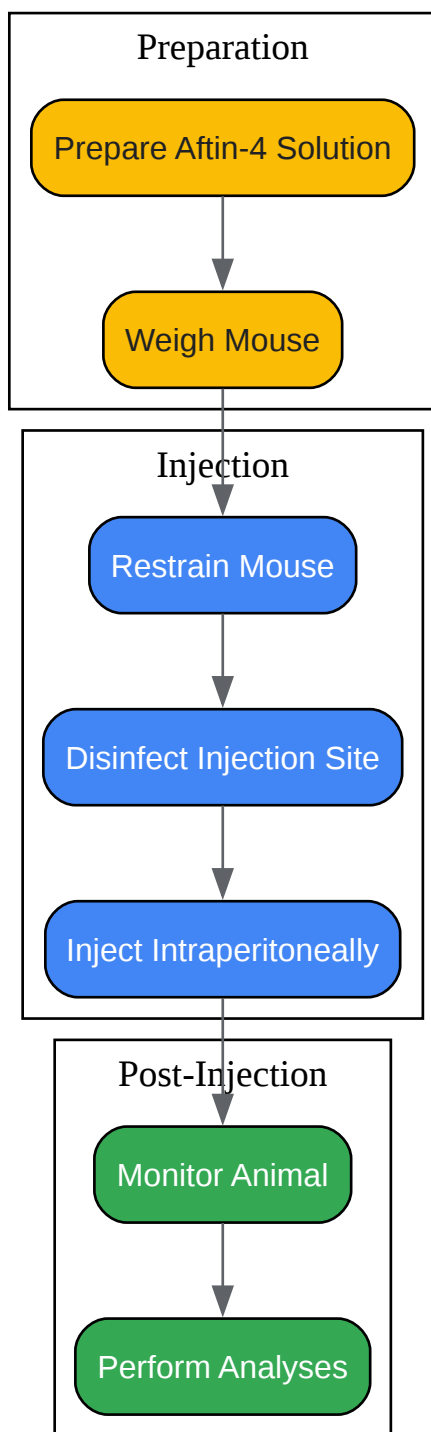 Preparation
Prepare Aftin-4 Solution
Weigh Mouse
Injection
Restrain Mouse
Disinfect Injection Site
Inject Intraperitoneally
Post-Injection
Monitor Animal
Perform Analyses